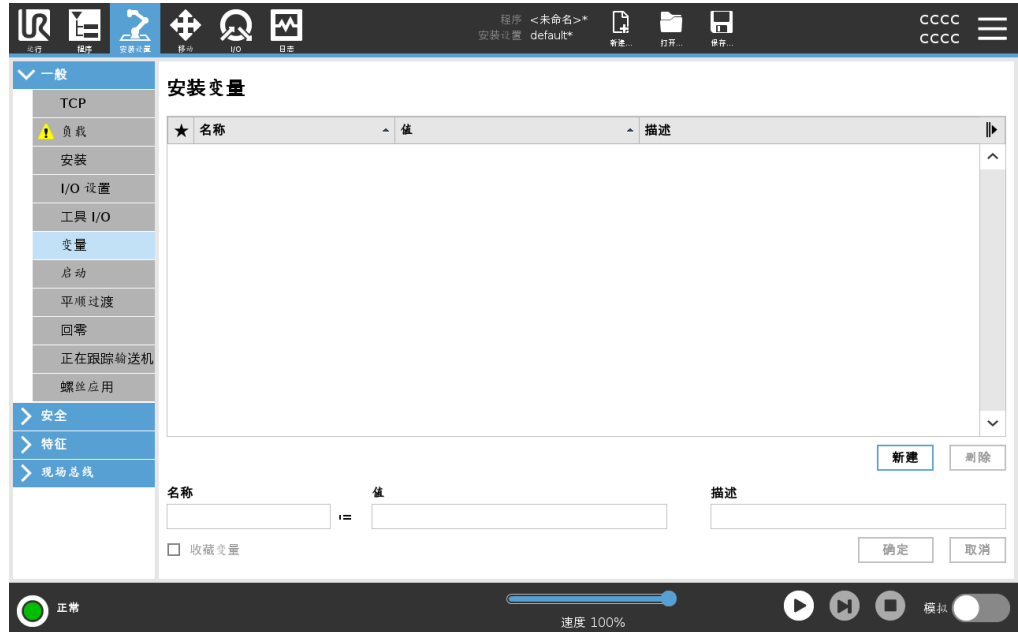 程序 <未命名>*
安装设置 default*
CCCC
CCCC
运行 程序 安装设置 移动 I/O 日志 新建... 打开... 保存...
一般
TCP
负载
安装
I/O 设置
工具 I/O
变量
启动
平顺过渡
回零
正在跟踪输送机
螺丝应用
安全
特征
现场总线
安装变量
★ 名称 值 描述
新建 删除
名称 值 描述
:=
收藏变量 确定 取消
正常 速度 100% 模拟